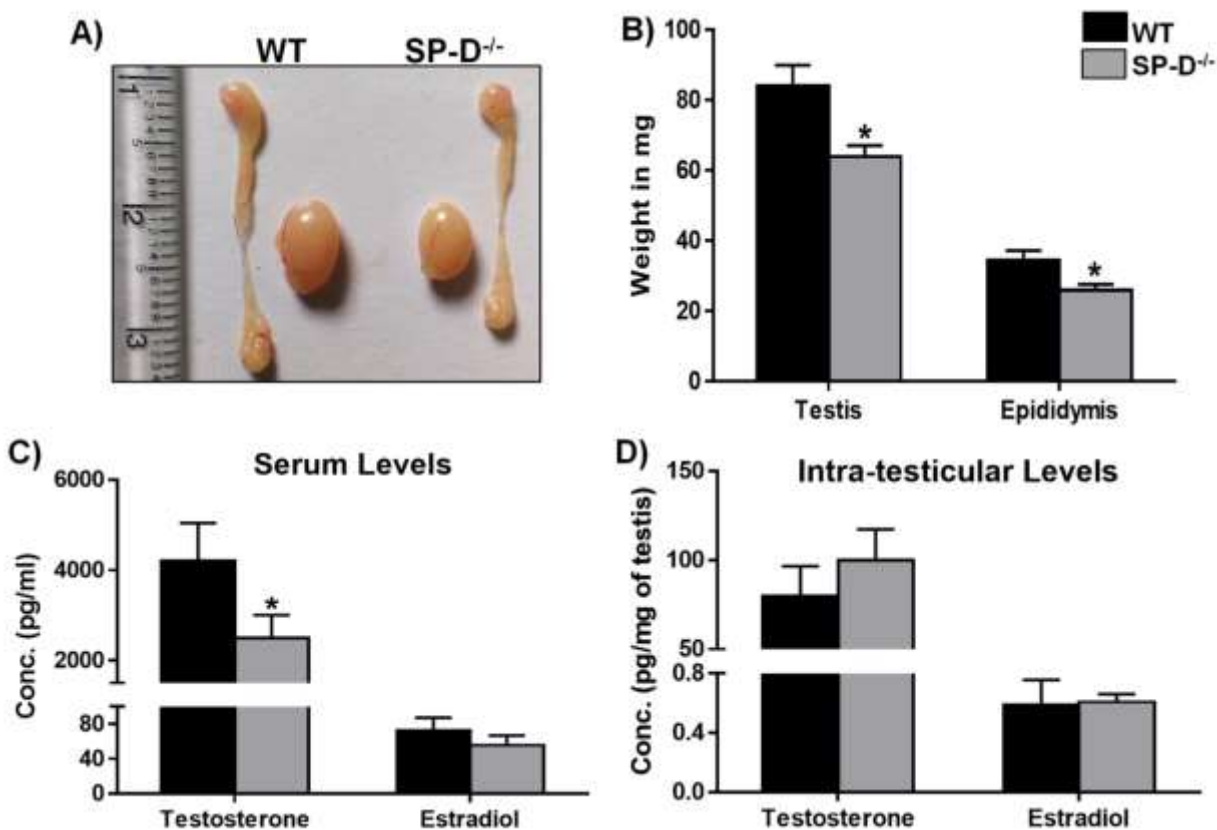 A)
WT SP-D-/-
1
2
3
B)
WT
SP-D-/-
Weight in mg
80
60
40
20
0
*
*
Testis Epididymis
100
C)
Serum Levels
Conc. (pg/ml)
6000
4000
2000
80
40
0
*
Testosterone Estradiol
D)
Intra-testicular Levels
Conc. (pg/mg of testis)
150
100
50
0.8
0.4
0.0
Testosterone Estradiol